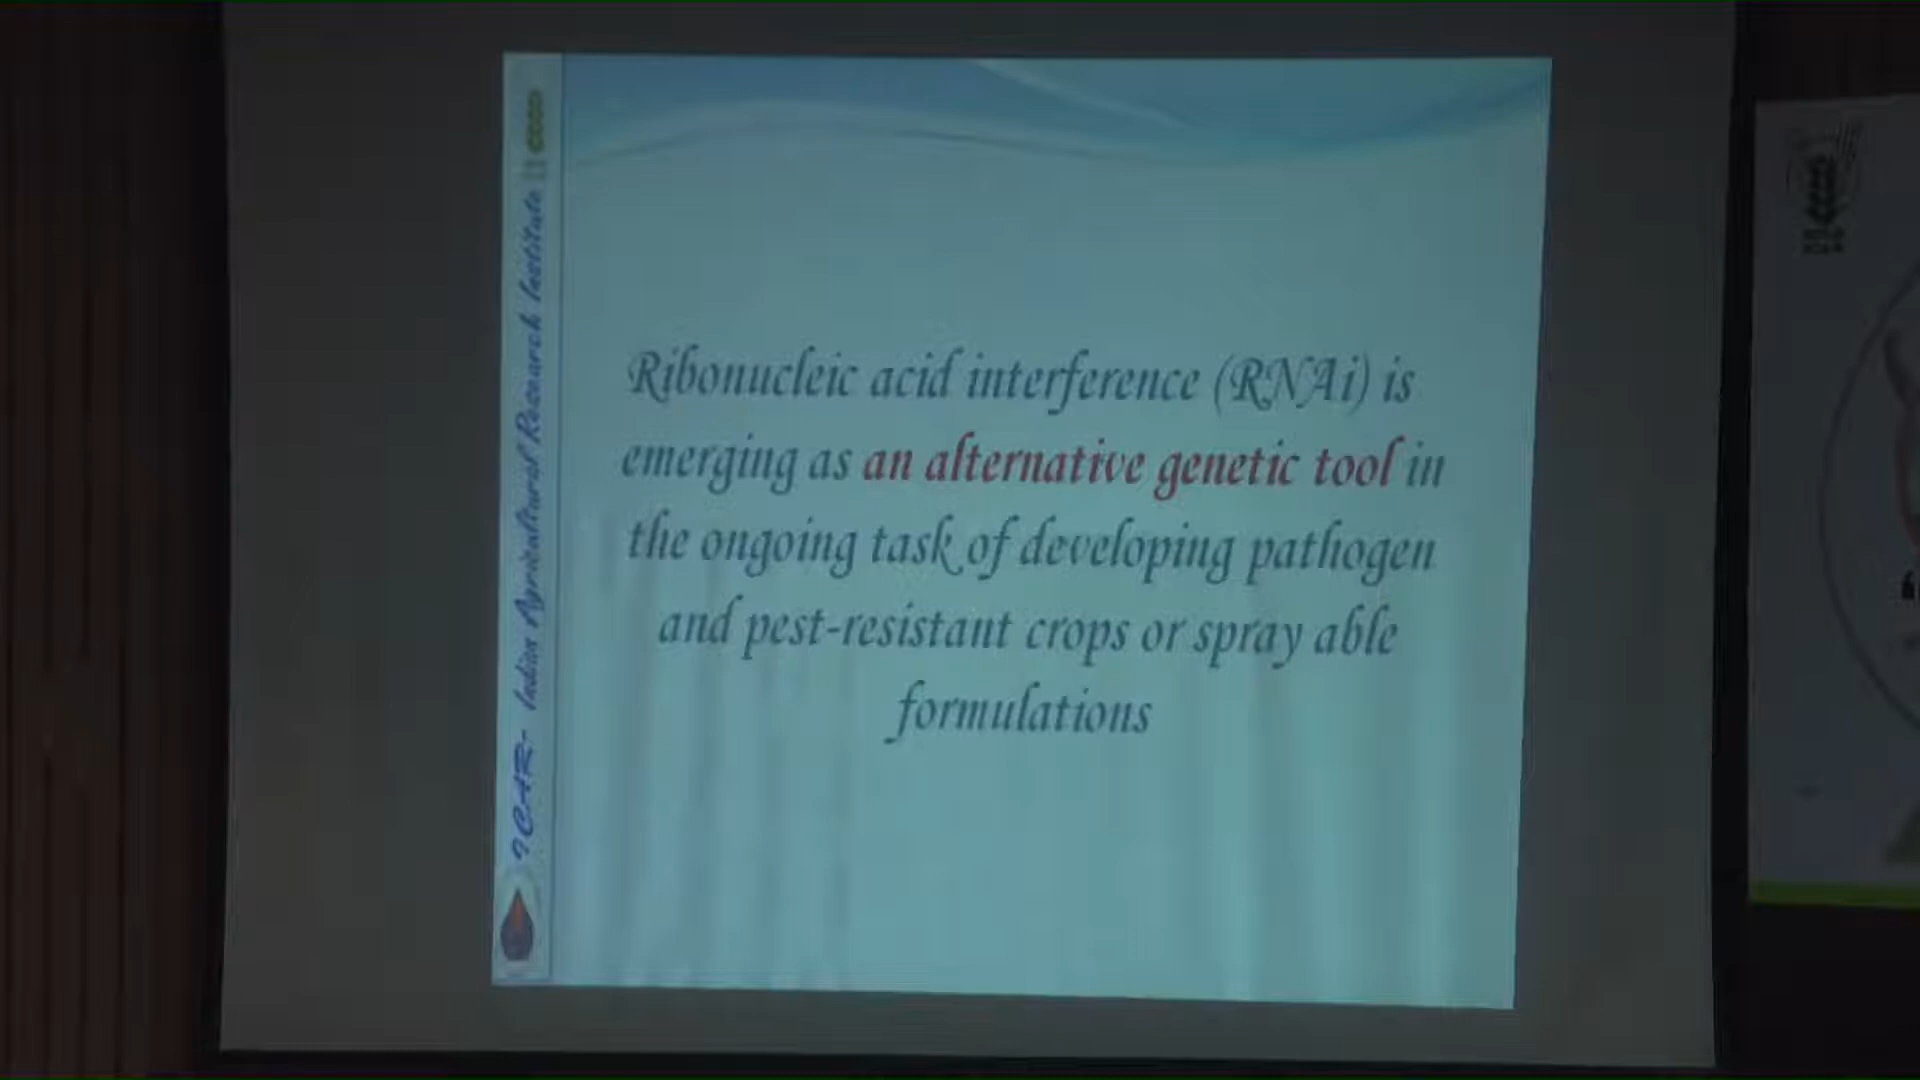 Ribonucleic acid interference (RNAi) is
emerging as an alternative genetic tool in
the ongoing task of developing pathogen
and pest-resistant crops or spray able
formulations
ICAR- Indian Agricultural Research Institute